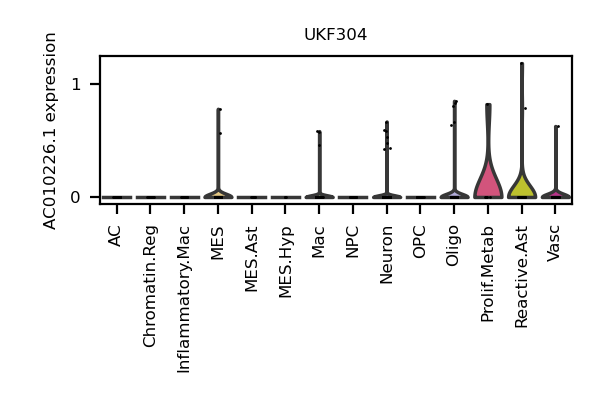 UKF304
AC010226.1 expression
1
0
AC
Chromatin.Reg
Inflammatory.Mac
MES
MES.Ast
MES.Hyp
Mac
NPC
Neuron
OPC
Oligo
Prolif.Metab
Reactive.Ast
Vasc